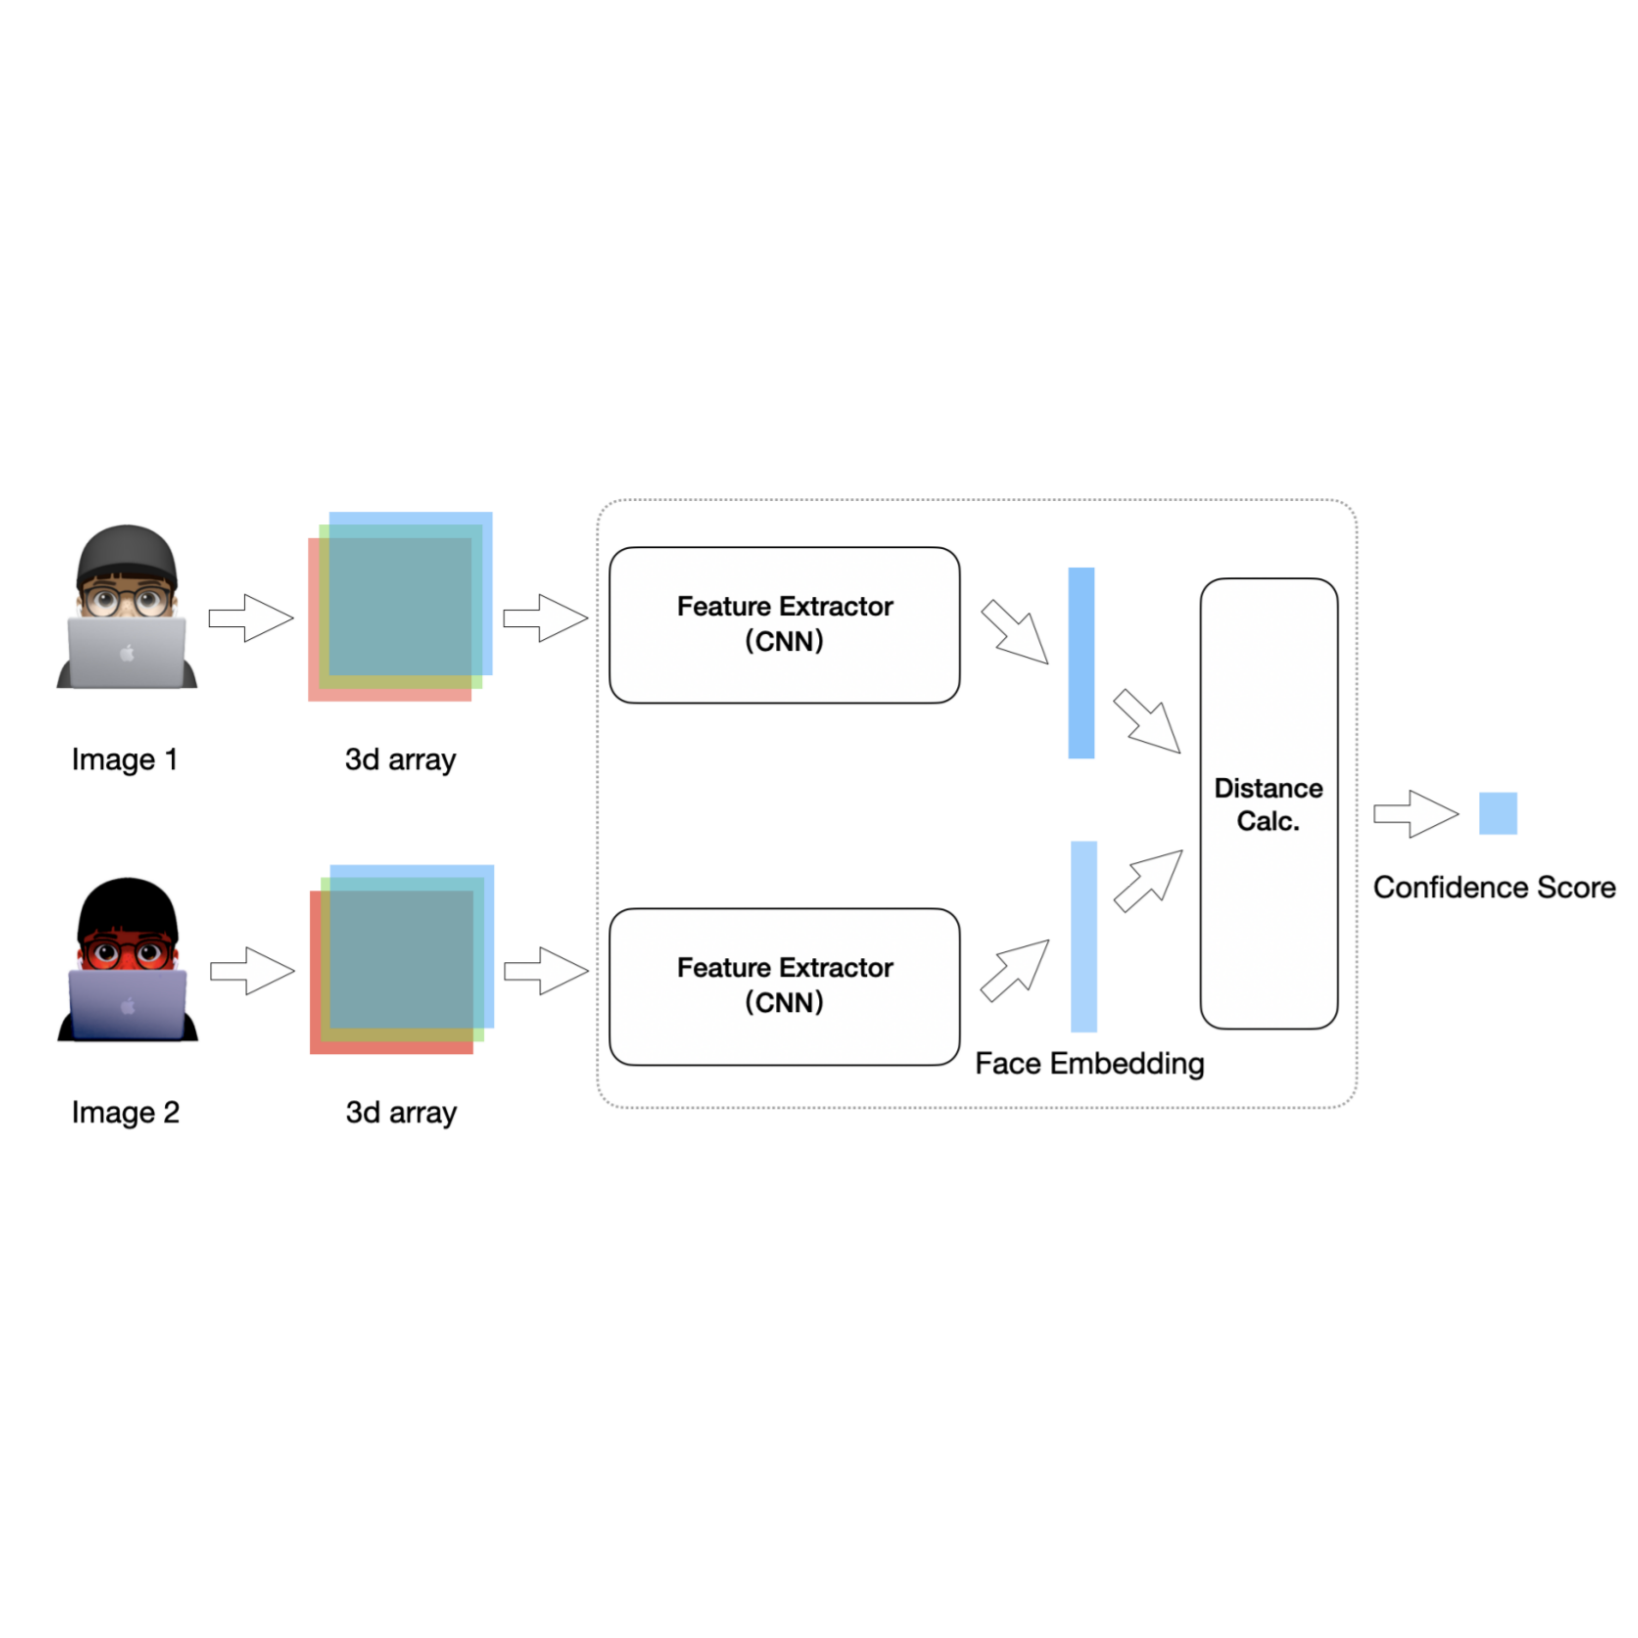 Image 1
3d array
Feature Extractor
(CNN)
Image 2
3d array
Feature Extractor
(CNN)
Face Embedding
Distance
Calc.
Confidence Score